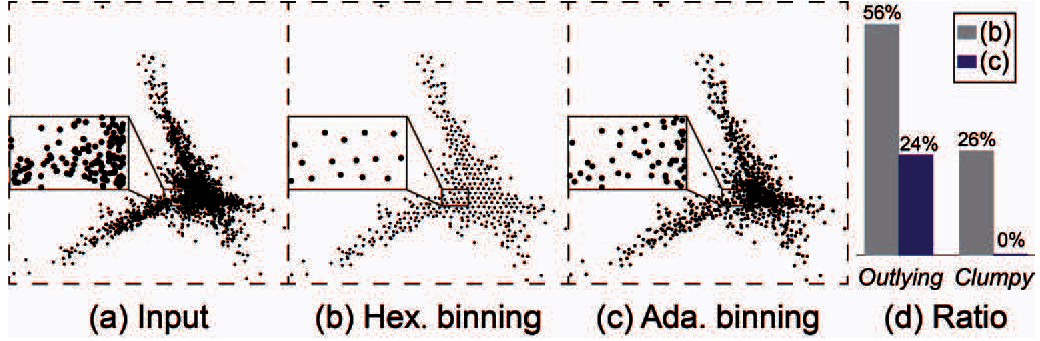 56%
(b)
(c)
24%
26%
0%
Outlying Clumpy
(a) Input (b) Hex. binning (c) Ada. binning (d) Ratio